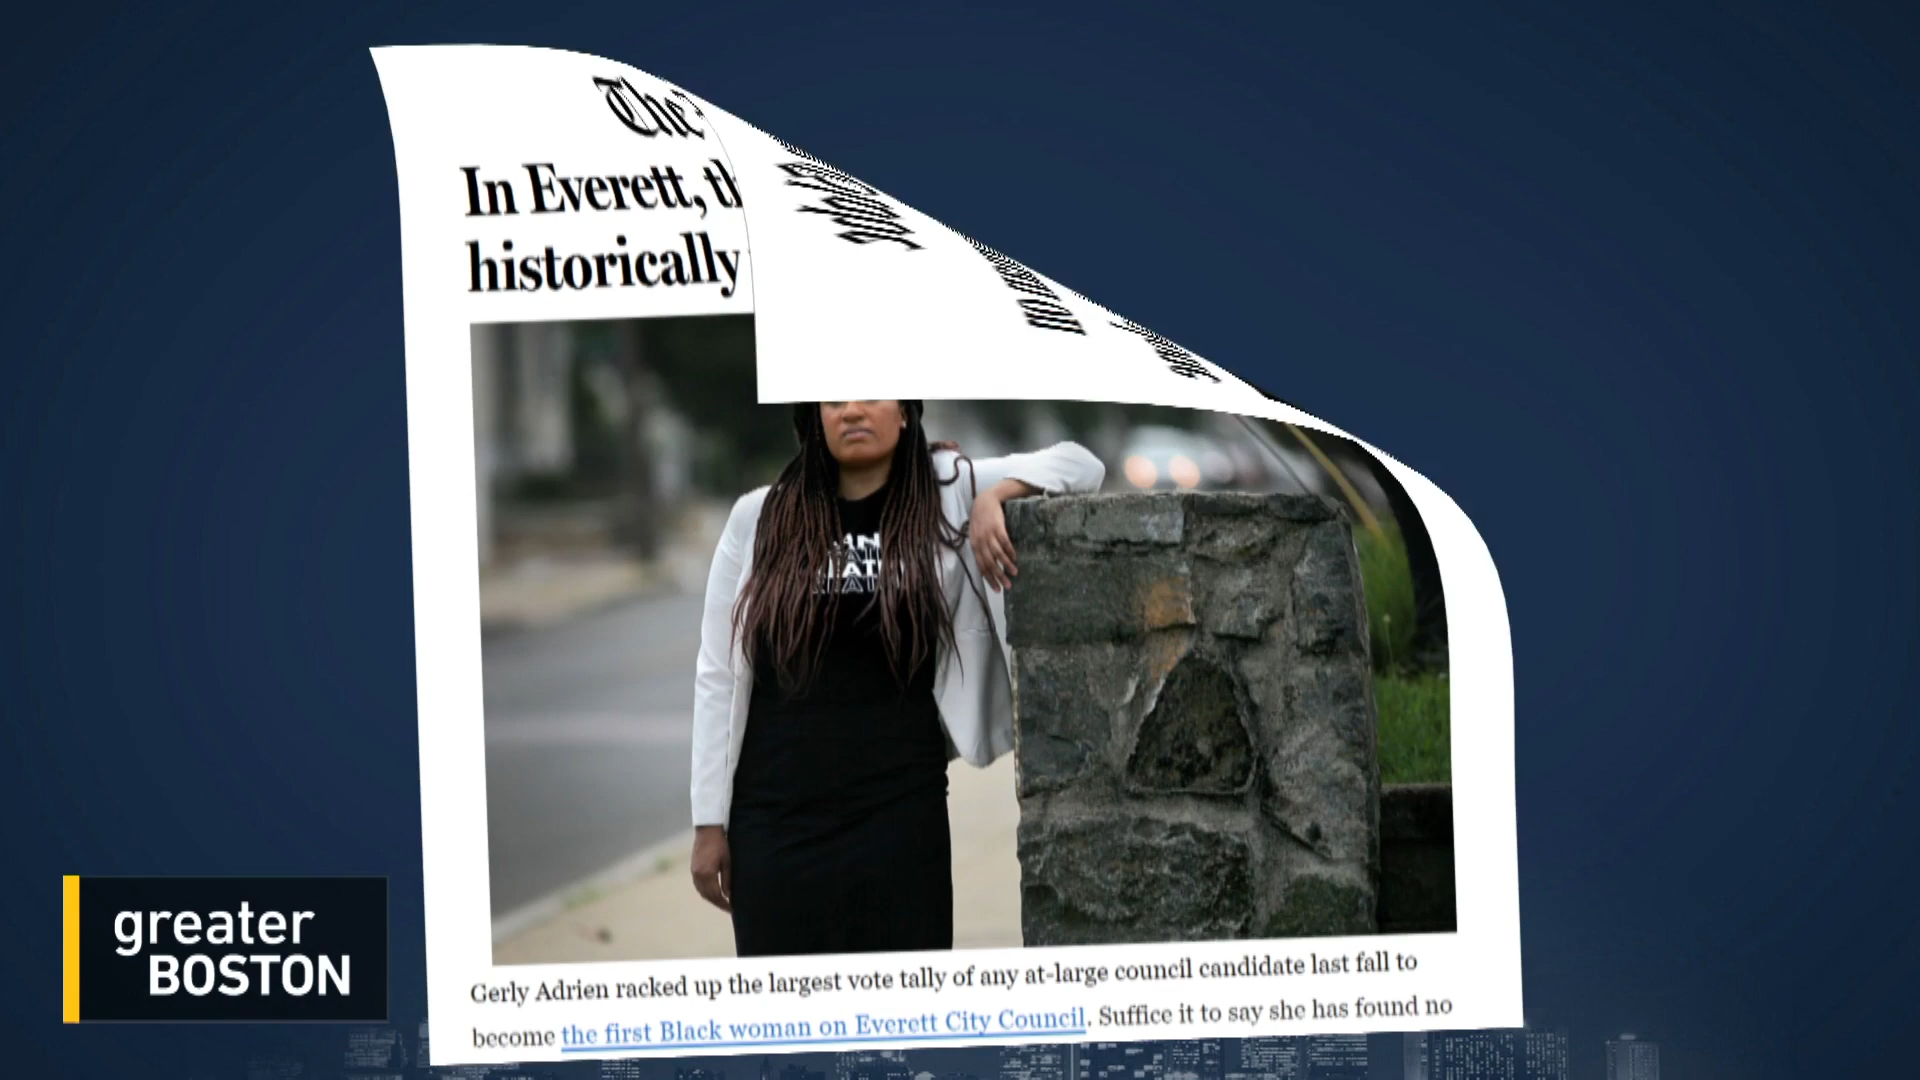 The
In Everett, th
historically
greater
BOSTON
Gerly Adrien racked up the largest vote tally of any at-large council candidate last fall to
become the first Black woman on Everett City Council. Suffice it to say she has found no